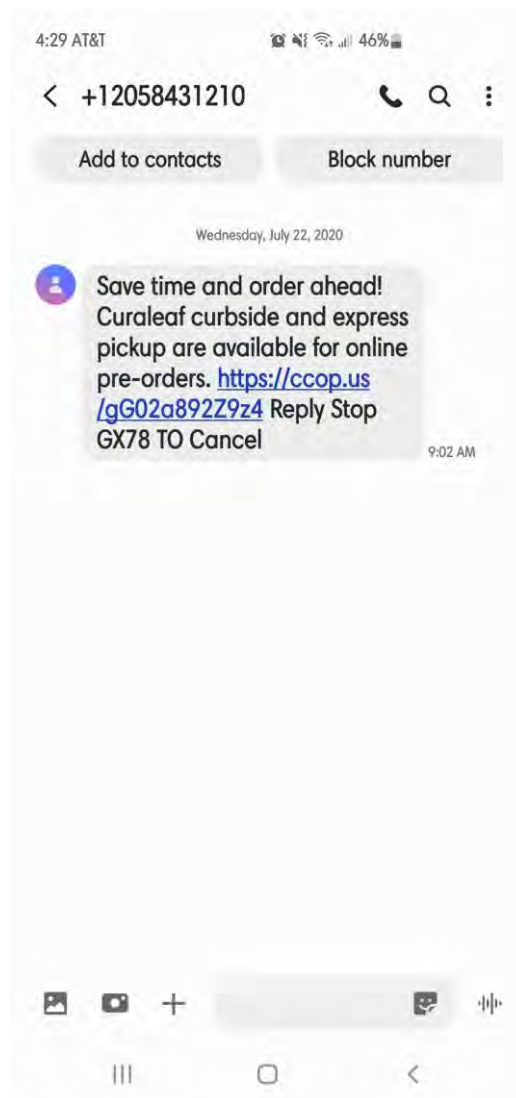 4:29 AT&T 46%
+12058431210
Add to contacts Block number
Wednesday, July 22, 2020
Save time and order ahead!
Curaleaf curbside and express
pickup are available for online
pre-orders. https://ccop.us
/gG02a892Z9z4 Reply Stop
GX78 TO Cancel
9:02 AM